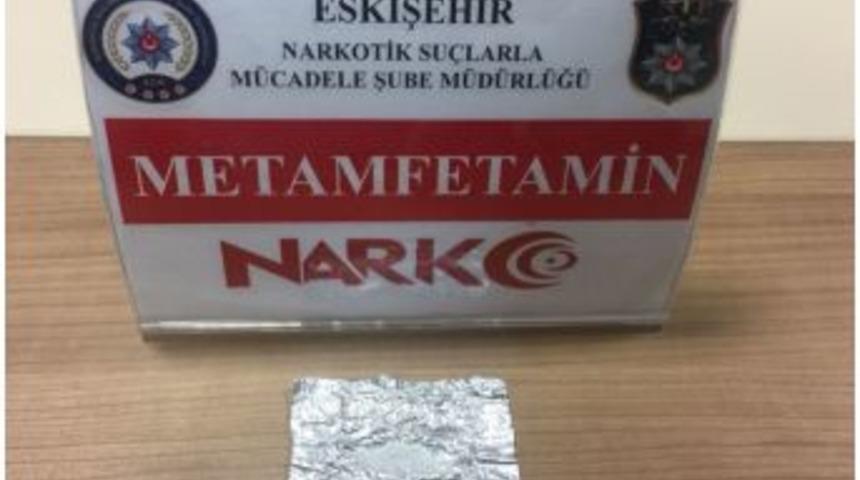 ESKİŞEHİR
NARKOTİK SUÇLARLA
MÜCADELE ŞUBE MÜDÜRLÜĞÜ
METAMFETAMİN
NARKO